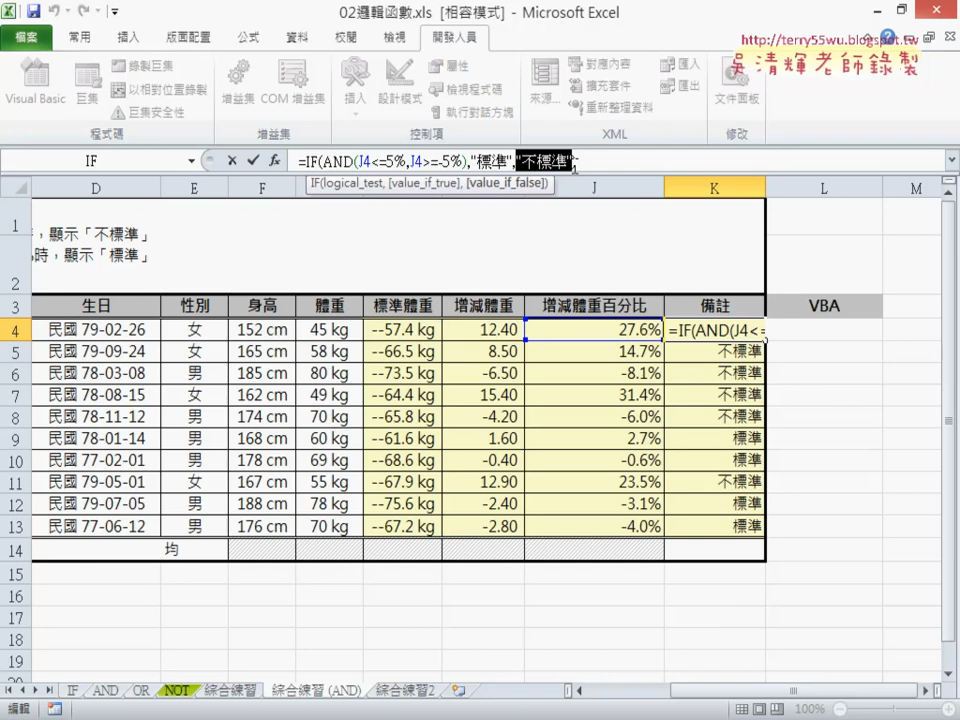 02邏輯函數.xls [相容模式] - Microsoft Excel
http://terry55wu.blogspot.tw
吳清輝老師錄製
檔案 常用 插入 版面配置 公式 資料 校閱 檢視 開發人員
Visual Basic 巨集 錄製巨集 以相對位置錄製 巨集安全性 增益集 COM 增益集 插入 設計模式 屬性 檢視程式碼 執行對話方塊 來源... 對應內容 擴充套件 重新整理資料 匯入 匯出 文件面板
程式碼 增益集 控制項 XML 修改
IF =IF(AND(J4<=5%,J4>=-5%),"標準","不標準")
IF(logical_test, [value_if_true], [value_if_false])
D E F J K L M
1 ,顯示「不標準」
2 時,顯示「標準」
3 生日 性別 身高 體重 標準體重 增減體重 增減體重百分比 備註 VBA
4 民國 79-02-26 女 152 cm 45 kg --57.4 kg 12.40 27.6% =IF(AND(J4<=
5 民國 79-09-24 女 165 cm 58 kg --66.5 kg 8.50 14.7% 不標準
6 民國 78-03-08 男 185 cm 80 kg --73.5 kg -6.50 -8.1% 不標準
7 民國 78-08-15 女 162 cm 49 kg --64.4 kg 15.40 31.4% 不標準
8 民國 78-11-12 男 174 cm 70 kg --65.8 kg -4.20 -6.0% 不標準
9 民國 78-01-14 男 168 cm 60 kg --61.6 kg 1.60 2.7% 標準
10 民國 77-02-01 男 178 cm 69 kg --68.6 kg -0.40 -0.6% 標準
11 民國 79-05-01 女 167 cm 55 kg --67.9 kg 12.90 23.5% 不標準
12 民國 79-07-05 男 188 cm 78 kg --75.6 kg -2.40 -3.1% 標準
13 民國 77-06-12 男 176 cm 70 kg --67.2 kg -2.80 -4.0% 標準
14 均
15
16
17
18
19
IF AND OR NOT 綜合練習 綜合練習 (AND) 綜合練習2
編輯 100%